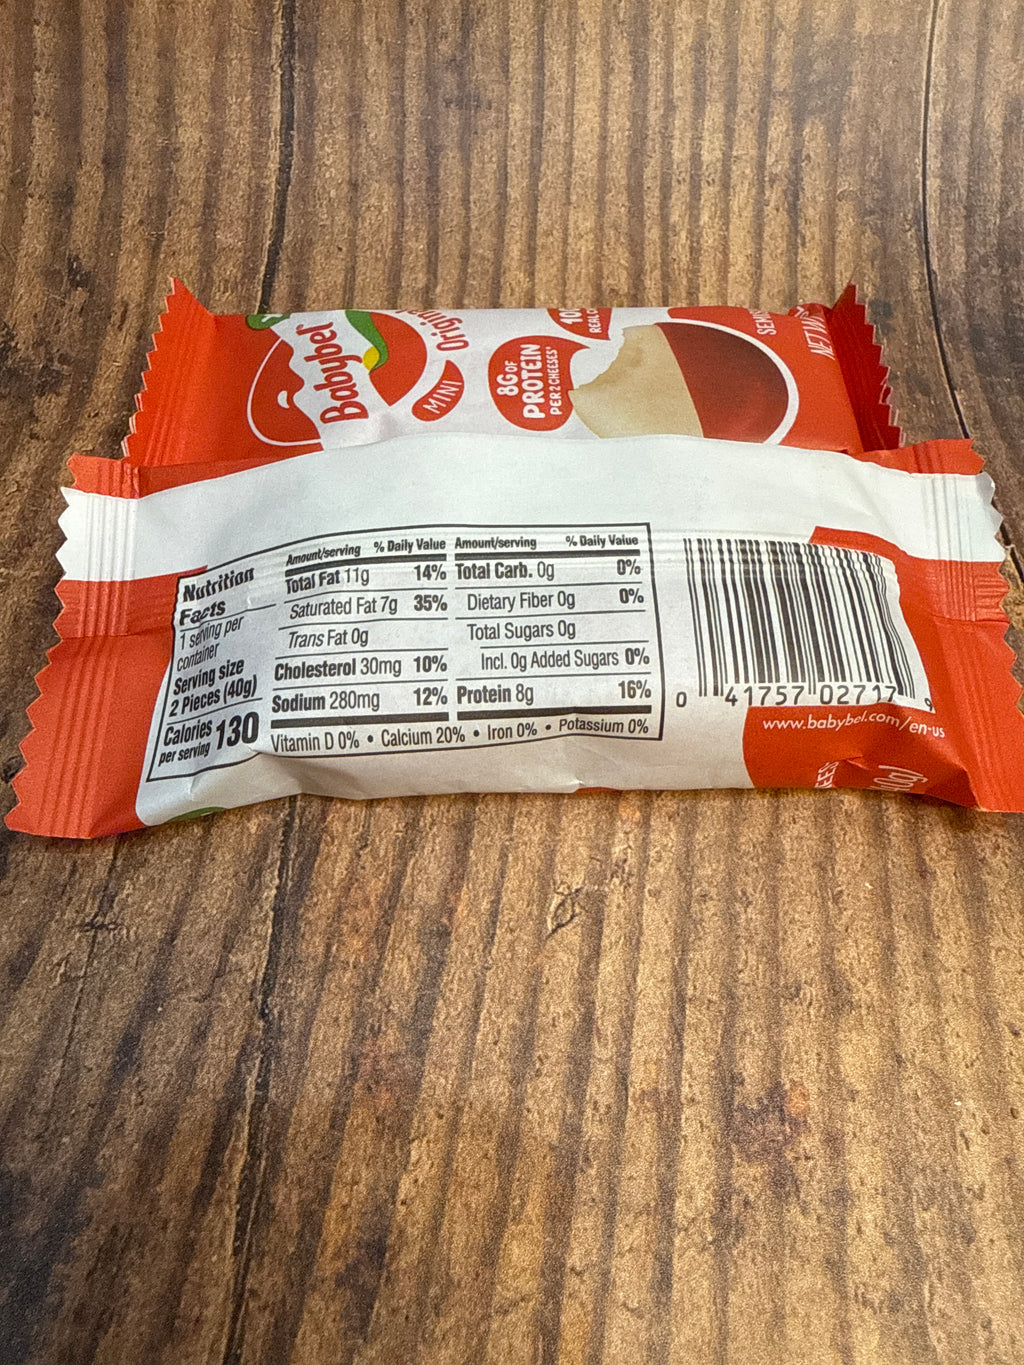 Babybel
Original
MINI
8G OF
PROTEIN
PER 2 CHEESES*
10
REAL
NET W
Nutrition
Facts
1 serving per
container
Serving size
2 Pieces (40g)
Calories
per serving 130
Amount/serving % Daily Value
Total Fat 11g 14%
Saturated Fat 7g 35%
Trans Fat 0g
Cholesterol 30mg 10%
Sodium 280mg 12%
Amount/serving % Daily Value
Total Carb. 0g 0%
Dietary Fiber 0g 0%
Total Sugars 0g
Incl. 0g Added Sugars 0%
Protein 8g 16%
Vitamin D 0% • Calcium 20% • Iron 0% • Potassium 0%
0 41757 02717 9
www.babybel.com/en-us